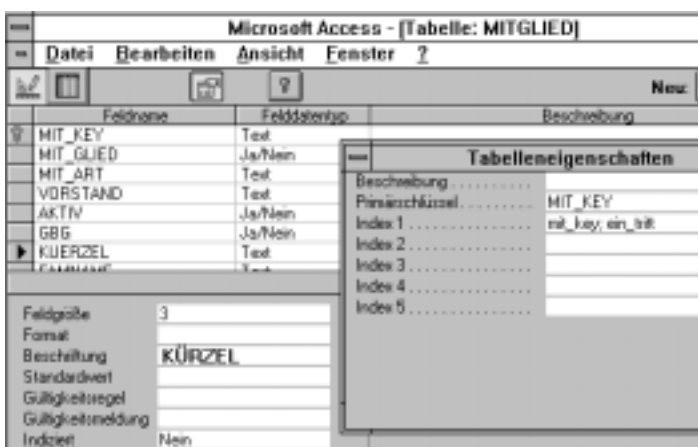 Microsoft Access - [Tabelle: MITGLIED]
Datei Bearbeiten Ansicht Fenster ?
Neu:
Feldname Felddatentyp Beschreibung
MIT_KEY Text
MIT_GLIED Ja/Nein
MIT_ART Text
VORSTAND Text
AKTIV Ja/Nein
GBG Ja/Nein
KUERZEL Text
FAMNAME Text
Tabelleneigenschaften
Beschreibung
Primärschlüssel MIT_KEY
Index 1 mit_key; ein_tritt
Index 2
Index 3
Index 4
Index 5
Feldgröße 3
Format
Beschriftung KÜRZEL
Standardwert
Gültigkeitsregel
Gültigkeitsmeldung
Indiziert Nein